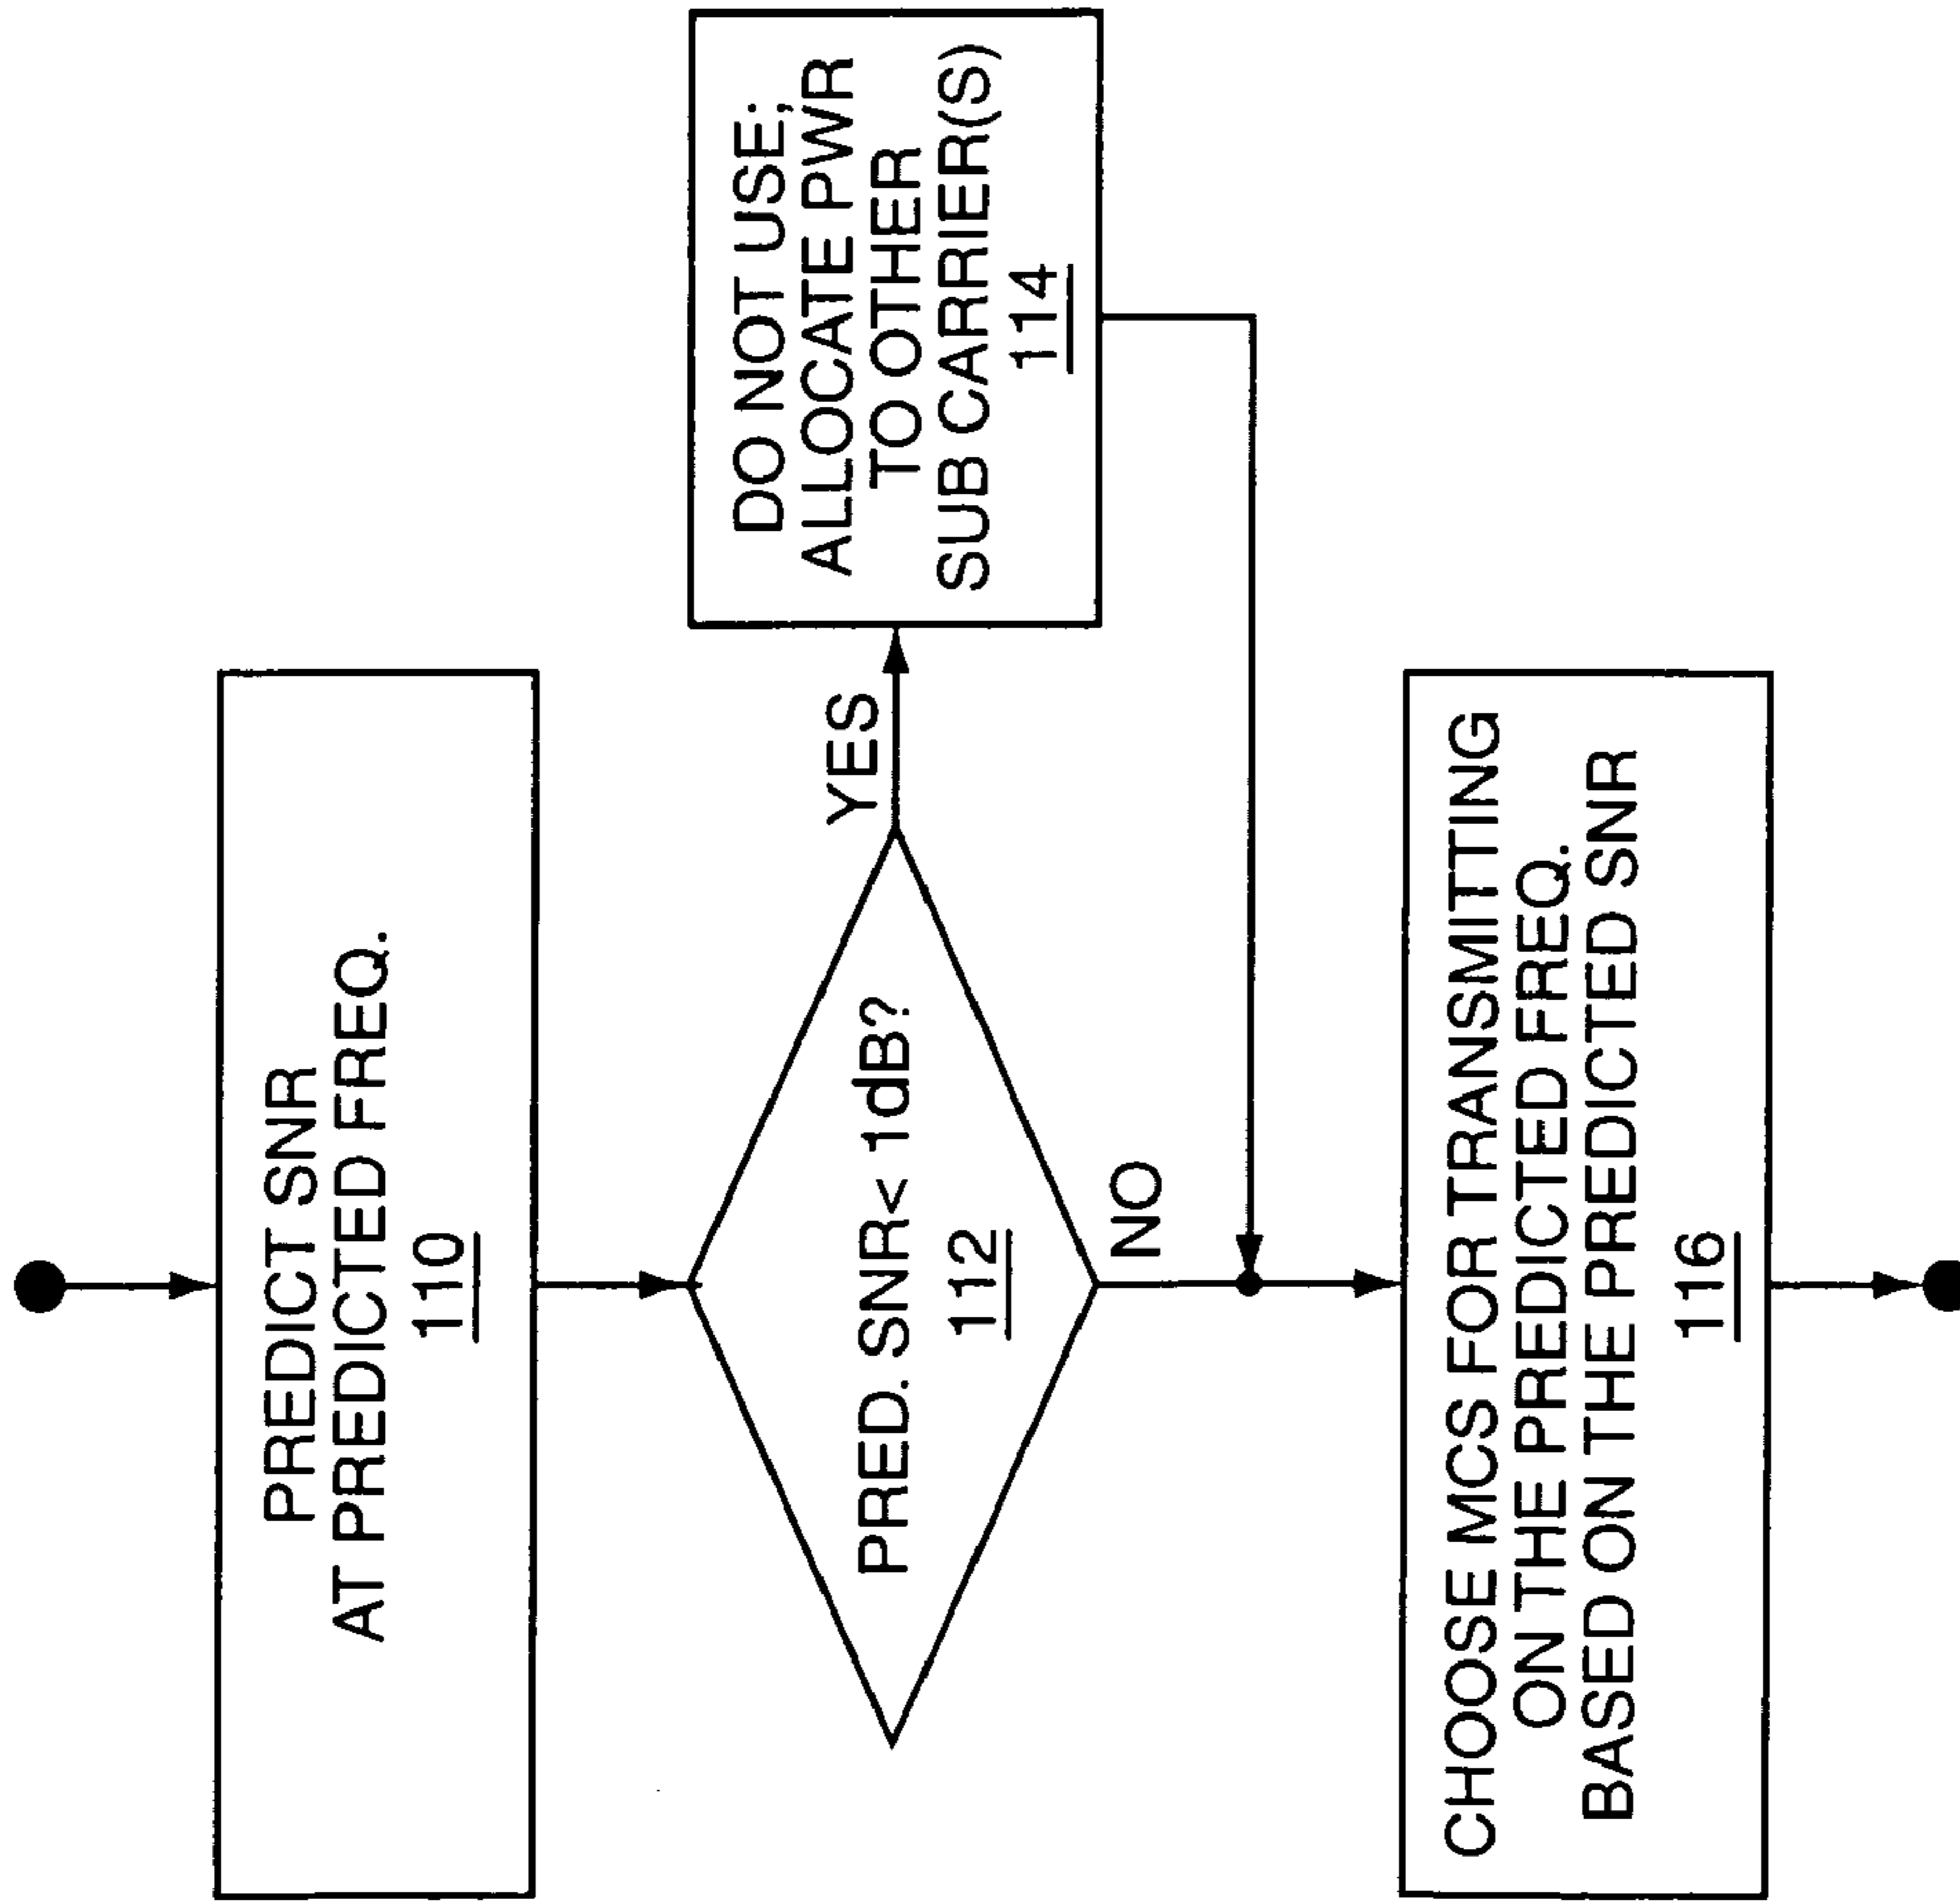 PREDICT SNR
AT PREDICTED FREQ.
110
PRED. SNR < 1dB?
112
YES
DO NOT USE;
ALLOCATE PWR
TO OTHER
SUB CARRIER(S)
114
NO
CHOOSE MCS FOR TRANSMITTING
ON THE PREDICTED FREQ.
BASED ON THE PREDICTED SNR
116